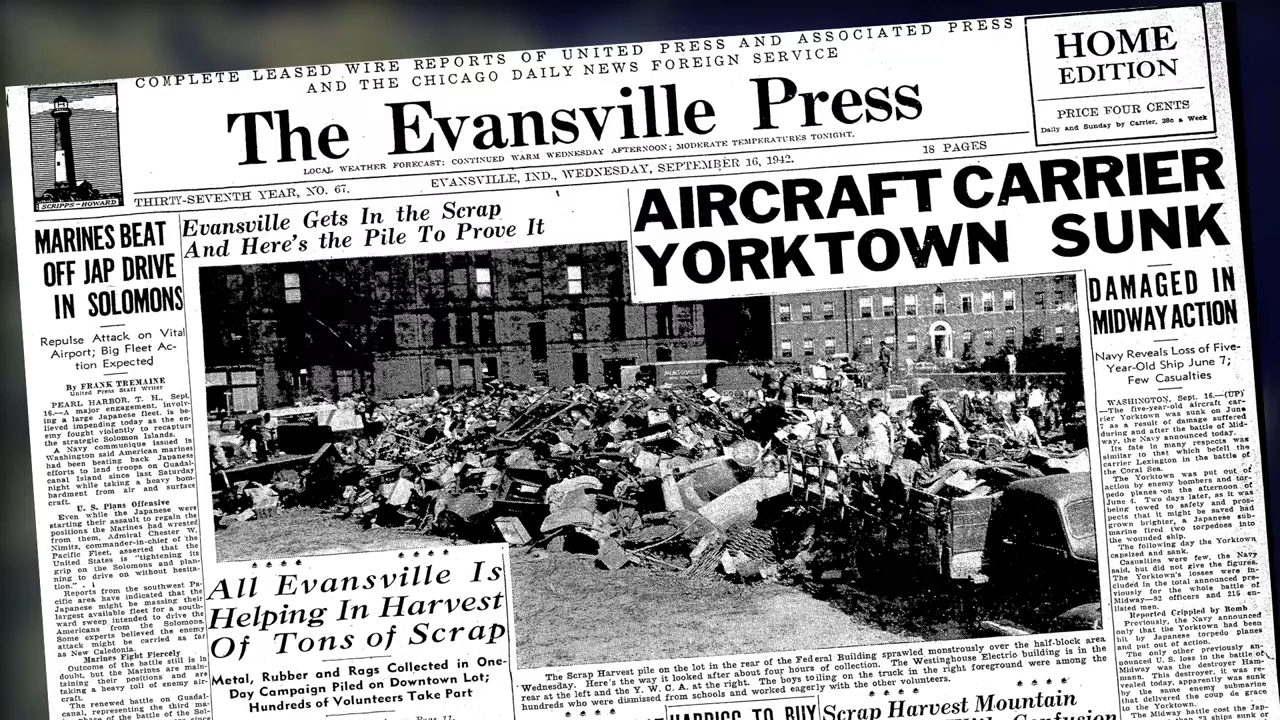 COMPLETE LEASED WIRE REPORTS OF UNITED PRESS AND ASSOCIATED PRESS
AND THE CHICAGO DAILY NEWS FOREIGN SERVICE
The Evansville Press
HOME
EDITION
PRICE FOUR CENTS
Daily and Sunday by Carrier, 28c a Week
SCRIPPS-HOWARD
LOCAL WEATHER FORECAST: CONTINUED WARM WEDNESDAY AFTERNOON; MODERATE TEMPERATURES TONIGHT.
THIRTY-SEVENTH YEAR, NO. 67.
EVANSVILLE, IND., WEDNESDAY, SEPTEMBER 16, 1942.
18 PAGES
MARINES BEAT
OFF JAP DRIVE
IN SOLOMONS
Repulse Attack on Vital
Airport; Big Fleet Ac-
tion Expected
By FRANK TREMAINE
United Press Staff Writer
PEARL HARBOR, T. H., Sept.
16.—A major engagement, involv-
ing a large Japanese fleet, is be-
lieved impending today as the en-
emy fought violently to recapture
the strategic Solomon Islands.
A Navy communique issued in
Washington said American marines
had been beating back Japanese
efforts to land troops on Guadal-
canal Island since last Saturday
night while taking a heavy bom-
bardment from air and surface
craft.
U. S. Plans Offensive
Even while the Japanese were
starting their assault to regain the
positions the Marines had wrested
from them, Admiral Chester W.
Nimitz, commander-in-chief of the
Pacific Fleet, asserted that the
United States is "tightening its
grip on the Solomons and plan-
ning to drive on without hesita-
tion."
Reports from the southwest Pa-
cific area have indicated that the
Japanese might be massing their
largest available fleet for a south-
ward sweep intended to drive the
Americans from the Solomons.
Some experts believed the enemy
attack might be carried as far
as New Caledonia.
Marines Fight Fiercely
Outcome of the battle still is in
doubt, but the Marines are main-
taining their positions and are
taking a heavy toll of enemy air-
craft.
The renewed battle on Guadal-
canal, representing the third ma-
phase of the battle of the Sol-
Evansville Gets In the Scrap
And Here's the Pile To Prove It
All Evansville Is
Helping In Harvest
Of Tons of Scrap
Metal, Rubber and Rags Collected in One-
Day Campaign Piled on Downtown Lot;
Hundreds of Volunteers Take Part
The Scrap Harvest pile on the lot in the rear of the Federal Building sprawled monstrously over the half-block area
Wednesday. Here's the way it looked after about four hours of collection. The Westinghouse Electric building is in the
rear at the left and the Y. W. C. A. at the right. The boys toiling on the truck in the right foreground were among the
hundreds who were dismissed from schools and worked eagerly with the other volunteers.
TO BUY
Scrap Harvest Mountain
AIRCRAFT CARRIER
YORKTOWN SUNK
DAMAGED IN
MIDWAY ACTION
Navy Reveals Loss of Five-
Year-Old Ship June 7;
Few Casualties
WASHINGTON, Sept. 16.—(UP)
—The five-year-old aircraft car-
rier Yorktown was sunk on June
7 as a result of damage suffered
during and after the battle of Mid-
way, the Navy announced today.
Its fate in many respects was
similar to that which befell the
carrier Lexington in the battle of
the Coral Sea.
The Yorktown was put out of
action by enemy bombers and tor-
pedo planes on the afternoon of
June 4. Two days later, as it was
being towed to safety and pros-
pects that it might be saved had
grown brighter, a Japanese sub-
marine fired two torpedoes into
the wounded ship.
The following day the Yorktown
capsized and sank.
Casualties were few, the Navy
said, but did not give the figures.
The Yorktown's losses were in-
cluded in the total announced pre-
viously for the whole battle of
Midway—92 officers and 215 en-
listed men.
Reported Crippled by Bomb
Previously, the Navy announced
only that the Yorktown had been
hit by Japanese torpedo planes
and put out of action.
The only other previously an-
nounced U. S. loss in the battle of
Midway was the destroyer Ham-
mann. This destroyer, it was re-
vealed today, apparently was sunk
by the same enemy submarine
that delivered the coup de grace
to the Yorktown.
The Midway battle cost the Jap-